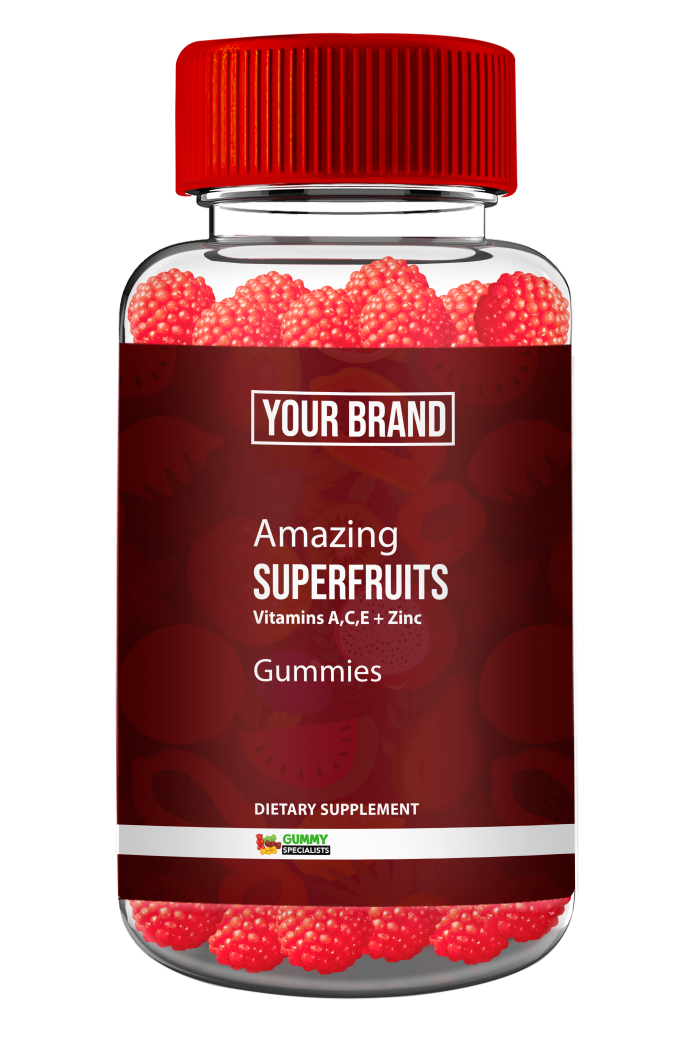 YOUR BRAND
Amazing
SUPERFRUITS
Vitamins A,C,E + Zinc
Gummies
DIETARY SUPPLEMENT
GUMMY
SPECIALISTS